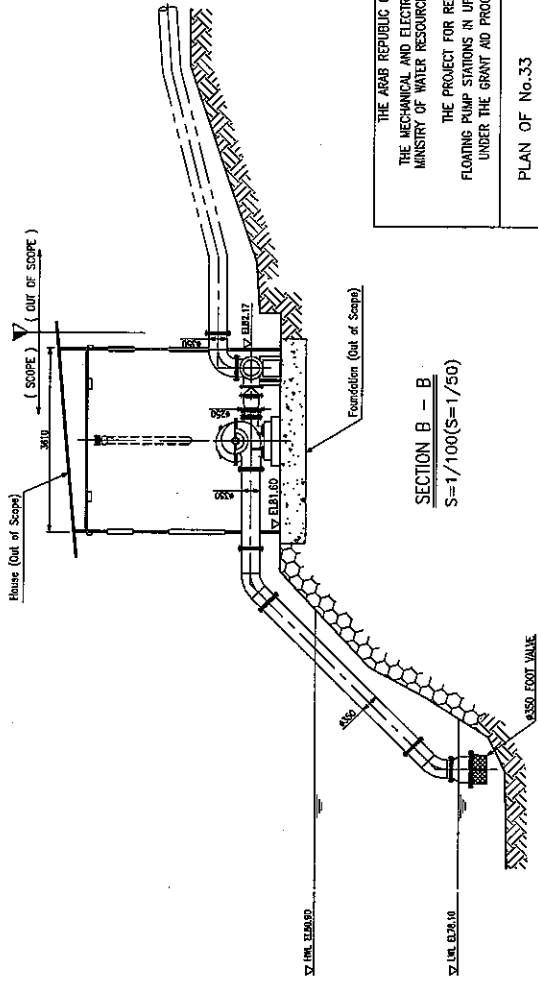 House (Out of Scope)
3610
( SCOPE ) ( OUT OF SCOPE )
ø350
EL82.17
ø250
ø350
EL81.60
Foundation (Out of Scope)
HWL EL80.90
ø350
LWL EL78.10
ø350 FOOT VALVE
SECTION B - B
S=1/100(S=1/50)
THE ARAB REPUBLIC
THE MECHANICAL AND ELECTR
MINISTRY OF WATER RESOURC
THE PROJECT FOR RE
FLOATING PUMP STATIONS IN UP
UNDER THE GRANT AID PROG
PLAN OF No.33